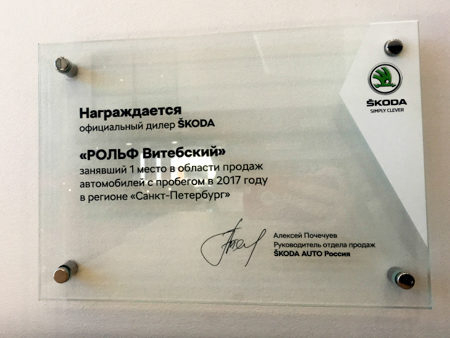 ŠKODA
SIMPLY CLEVER
Награждается
официальный дилер ŠKODA
«РОЛЬФ Витебский»
занявший 1 место в области продаж
автомобилей с пробегом в 2017 году
в регионе «Санкт-Петербург»
Алексей Почечуев
Руководитель отдела продаж
ŠKODA AUTO Россия